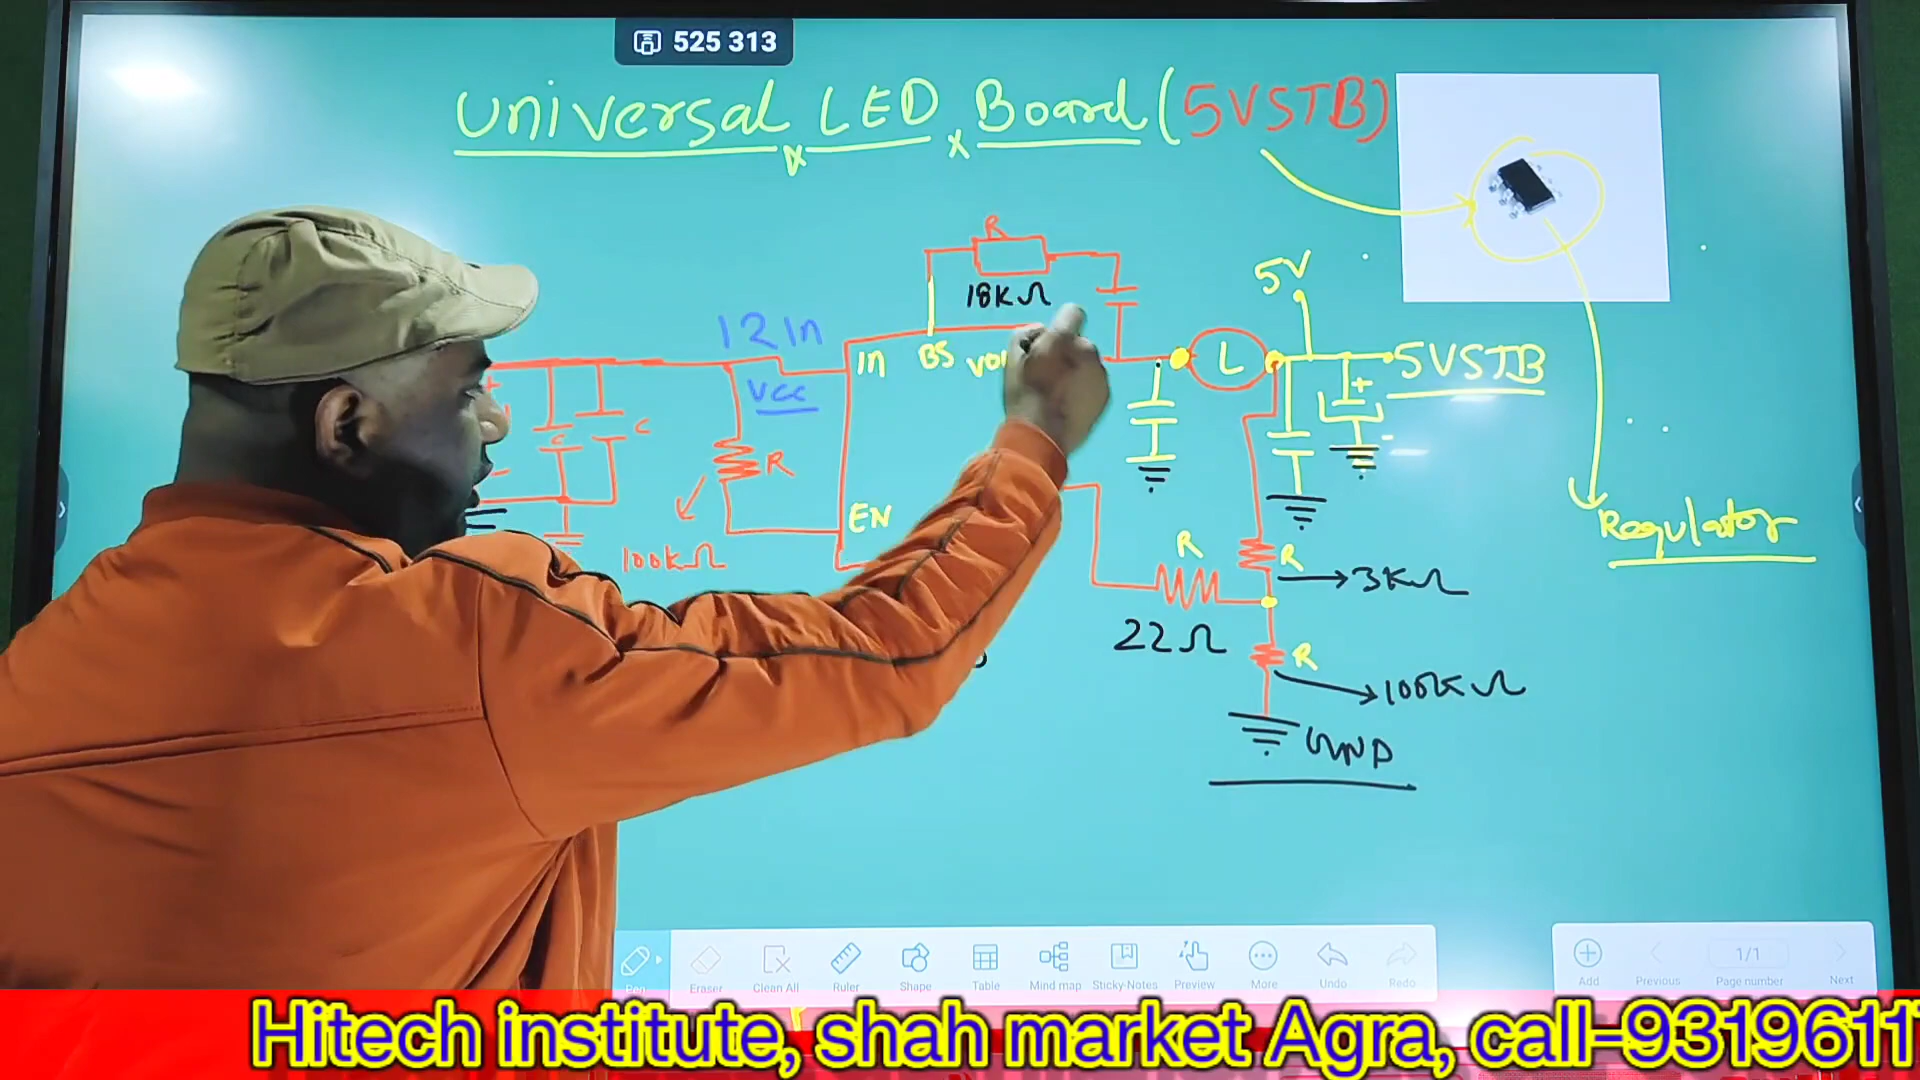 525 313
Universal LED Board (5VSTB)
R
18KΩ
5V
12 In
In
BS
L
5VSTB
+
Vcc
C
C
+
R
-
EN
Regulator
100KΩ
R
R
3KΩ
22Ω
R
100KΩ
GND
Pen
Eraser
Clean All
Ruler
Shape
Table
Mind map
Sticky Notes
Preview
More
Undo
Redo
Add
Previous
1/1
Page number
Next
Hitech institute, shah market Agra, call-9319611